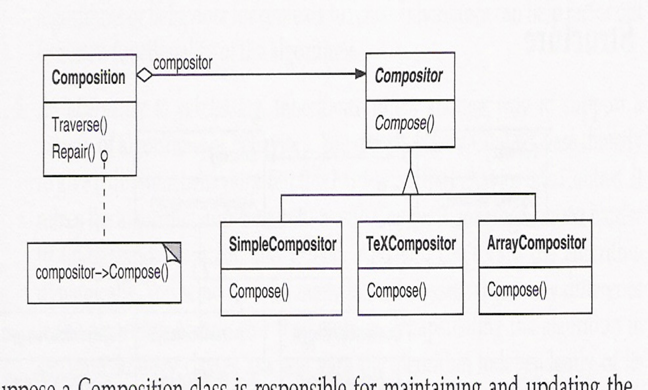 Composition
compositor
Compositor
Traverse()
Repair()
Compose()
compositor->Compose()
SimpleCompositor
TeXCompositor
ArrayCompositor
Compose()
Compose()
Compose()
uppose a Composition class is responsible for maintaining and updating the